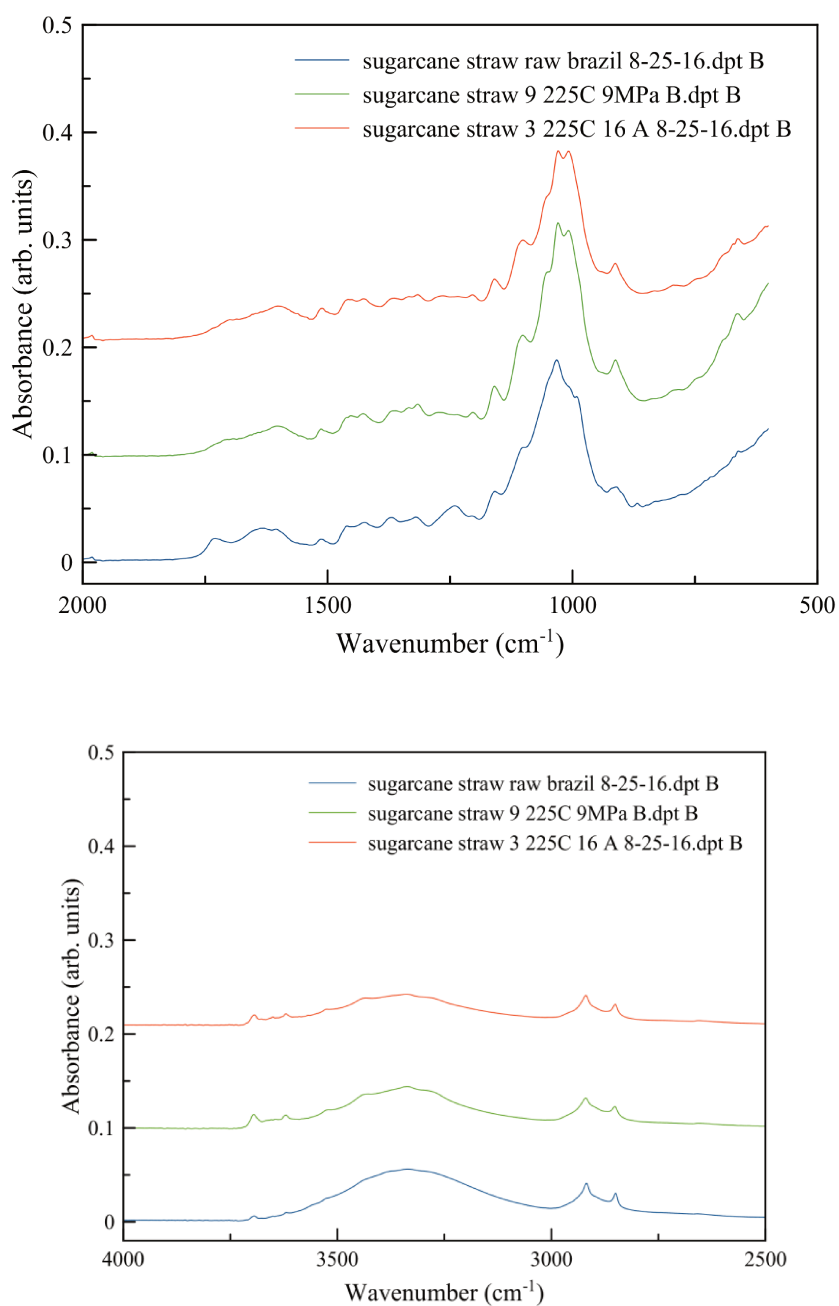 0.5
sugarcane straw raw brazil 8-25-16.dpt B
sugarcane straw 9 225C 9MPa B.dpt B
sugarcane straw 3 225C 16 A 8-25-16.dpt B
0.4
0.3
0.2
0.1
0
Absorbance (arb. units)
2000 1500 1000 500
Wavenumber (cm⁻¹)
0.5
sugarcane straw raw brazil 8-25-16.dpt B
sugarcane straw 9 225C 9MPa B.dpt B
sugarcane straw 3 225C 16 A 8-25-16.dpt B
0.4
0.3
0.2
0.1
0
Absorbance (arb. units)
4000 3500 3000 2500
Wavenumber (cm⁻¹)